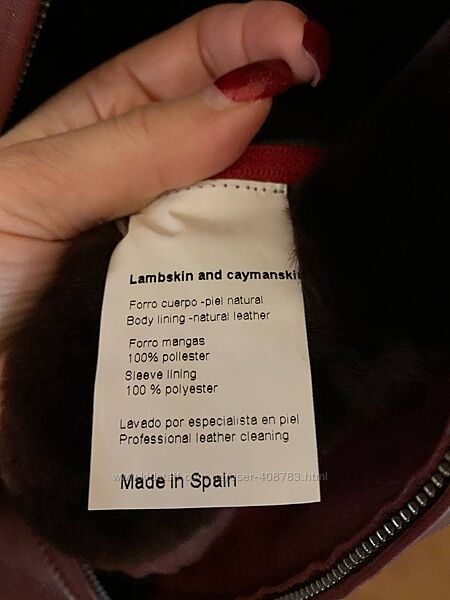 Lambskin and caymanski
Forro cuerpo -piel natural
Body lining -natural leather
Forro mangas
100% poliester
Sleeve lining
100 % polyester
Lavado por especialista en piel
Professional leather cleaning
Made in Spain